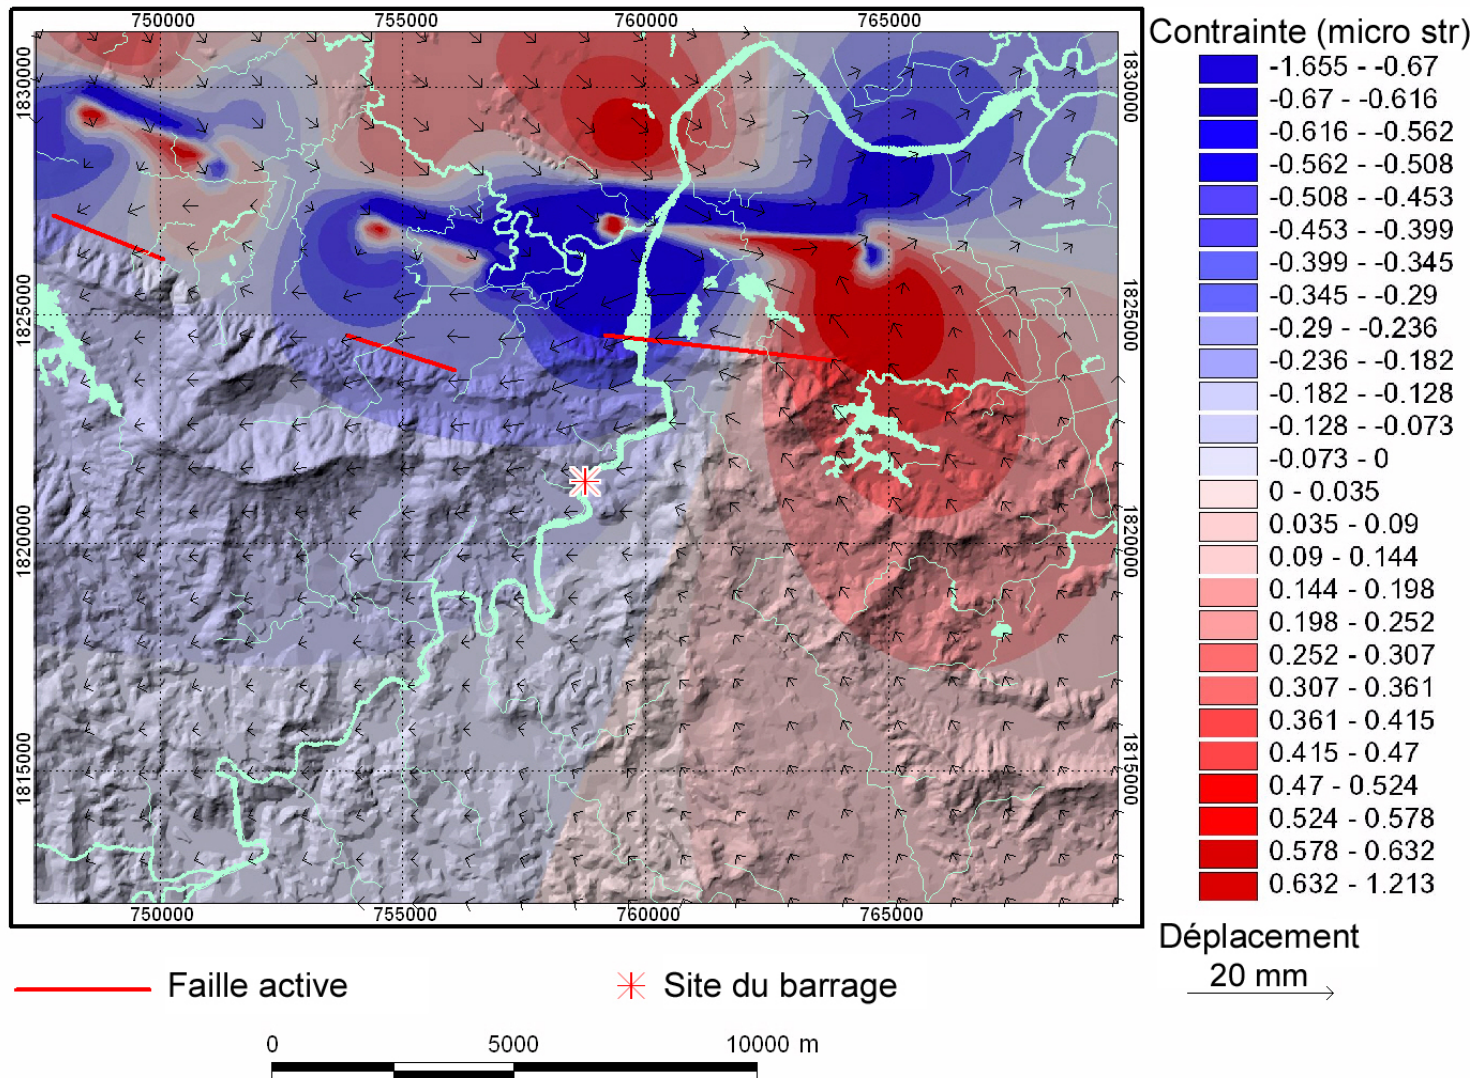 750000 755000 760000 765000
1830000 1830000
1825000 1825000
1820000 1820000
1815000 1815000
750000 755000 760000 765000
Contrainte (micro str)
-1.655 - -0.67
-0.67 - -0.616
-0.616 - -0.562
-0.562 - -0.508
-0.508 - -0.453
-0.453 - -0.399
-0.399 - -0.345
-0.345 - -0.29
-0.29 - -0.236
-0.236 - -0.182
-0.182 - -0.128
-0.128 - -0.073
-0.073 - 0
0 - 0.035
0.035 - 0.09
0.09 - 0.144
0.144 - 0.198
0.198 - 0.252
0.252 - 0.307
0.307 - 0.361
0.361 - 0.415
0.415 - 0.47
0.47 - 0.524
0.524 - 0.578
0.578 - 0.632
0.632 - 1.213
Déplacement
20 mm
Faille active
Site du barrage
0 5000 10000 m